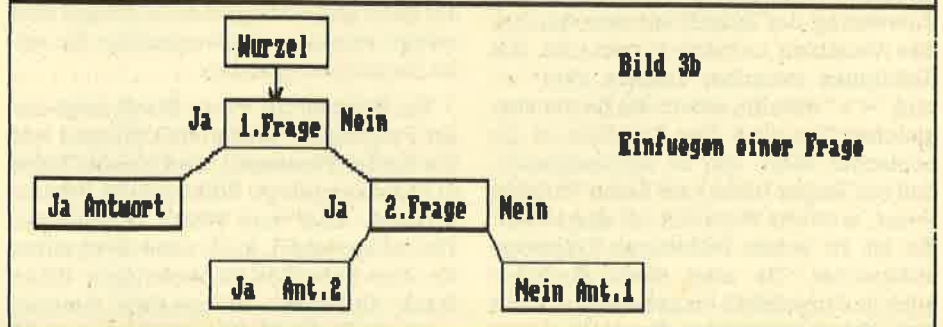 Wurzel
Bild 3b
Ja 1.Frage Nein
Einfuegen einer Frage
Ja Antwort Ja 2.Frage Nein
Ja Ant.2 Nein Ant.1